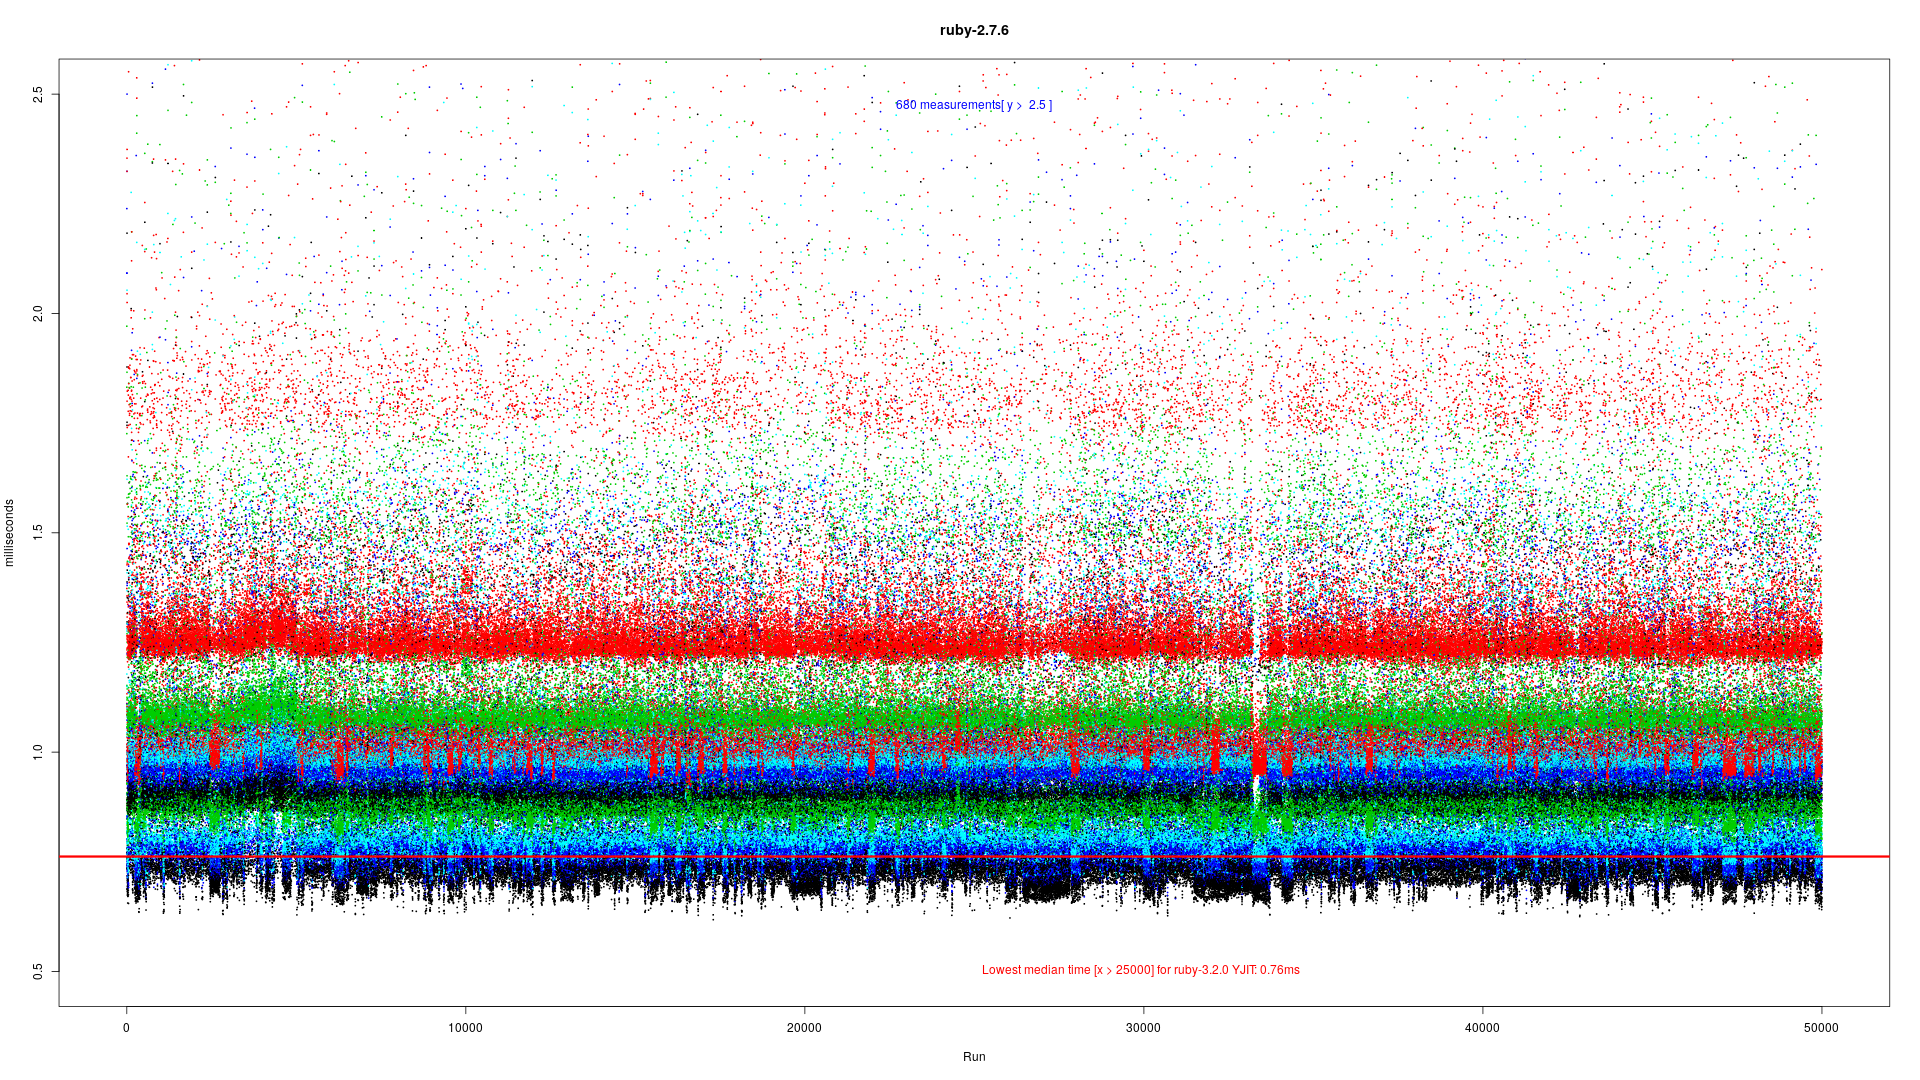 ruby-2.7.6
680 measurements[ y > 2.5 ]
milliseconds
2.5
2.0
1.5
1.0
0.5
Lowest median time [x > 25000] for ruby-3.2.0 YJIT: 0.76ms
0 10000 20000 30000 40000 50000
Run